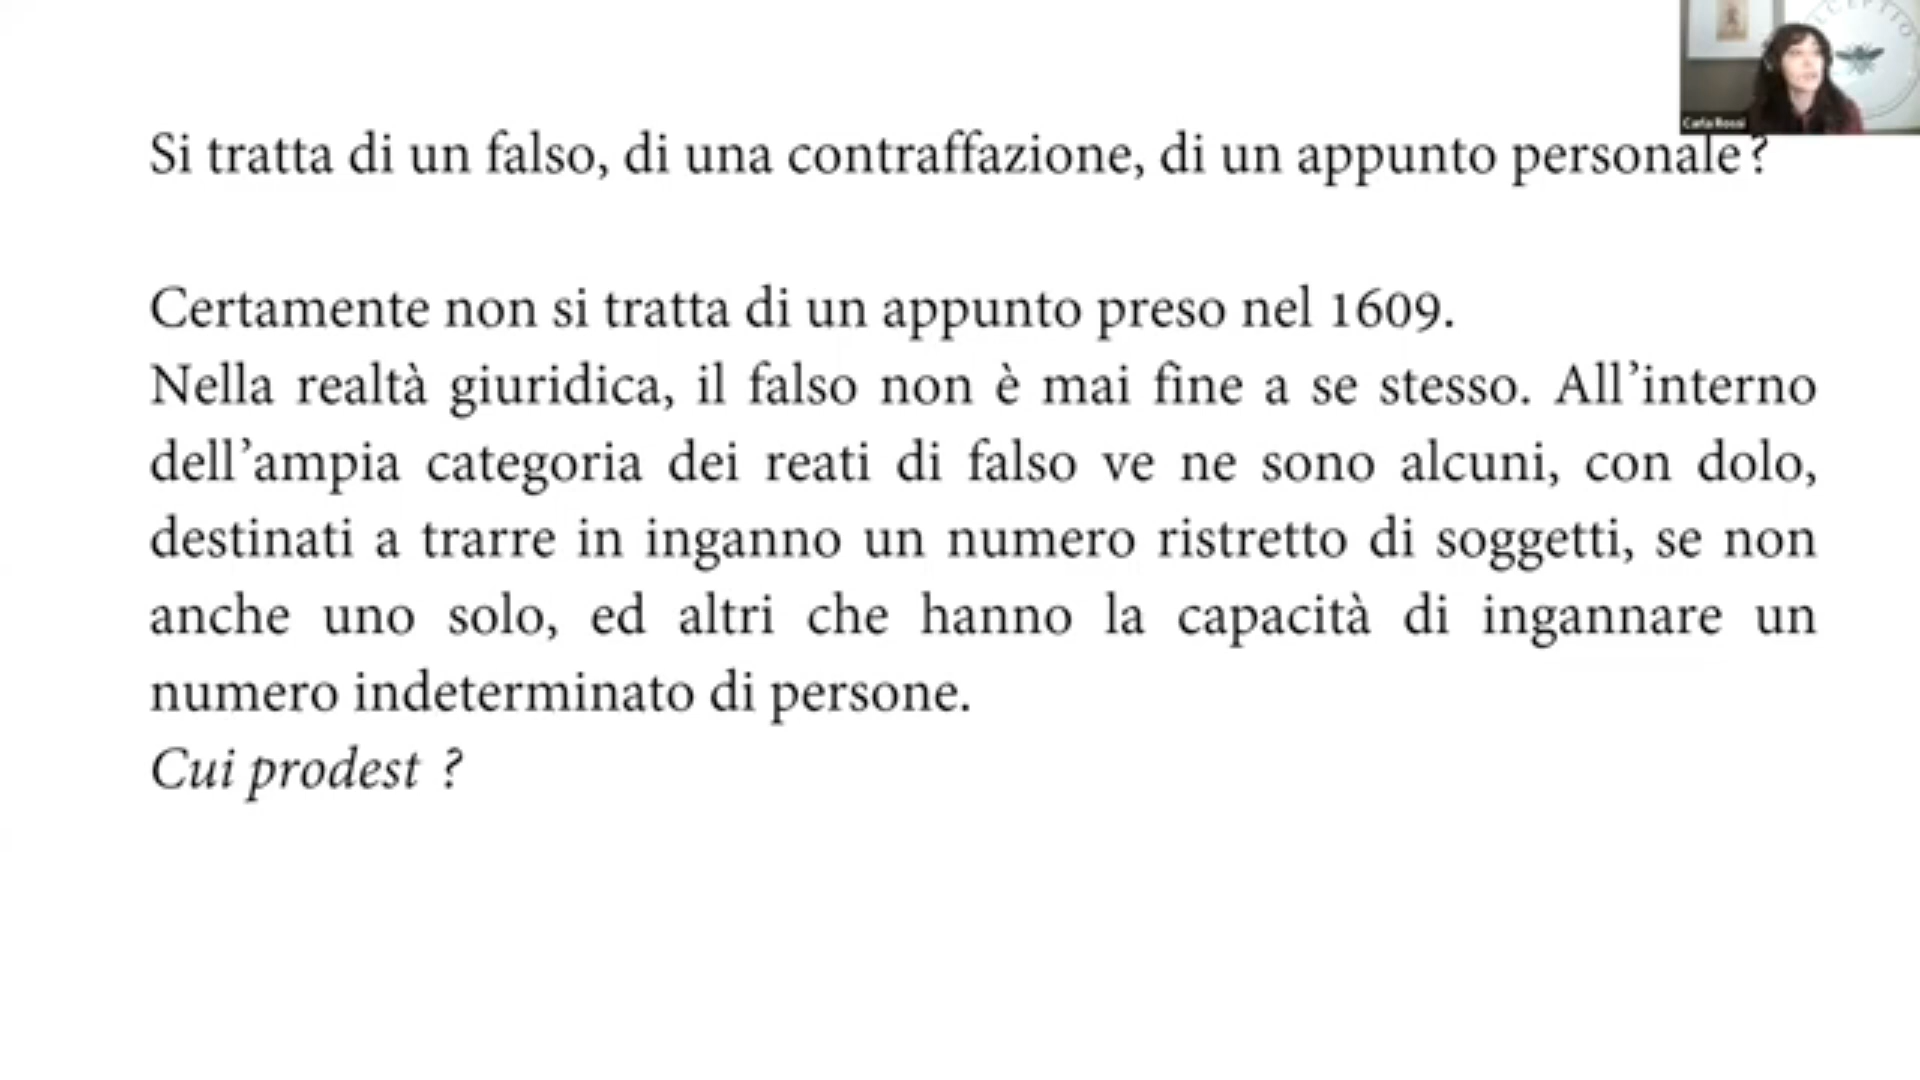 CEPTIO
Carla Rossi
Si tratta di un falso, di una contraffazione, di un appunto personale?
Certamente non si tratta di un appunto preso nel 1609.
Nella realtà giuridica, il falso non è mai fine a se stesso. All’interno
dell’ampia categoria dei reati di falso ve ne sono alcuni, con dolo,
destinati a trarre in inganno un numero ristretto di soggetti, se non
anche uno solo, ed altri che hanno la capacità di ingannare un
numero indeterminato di persone.
Cui prodest ?